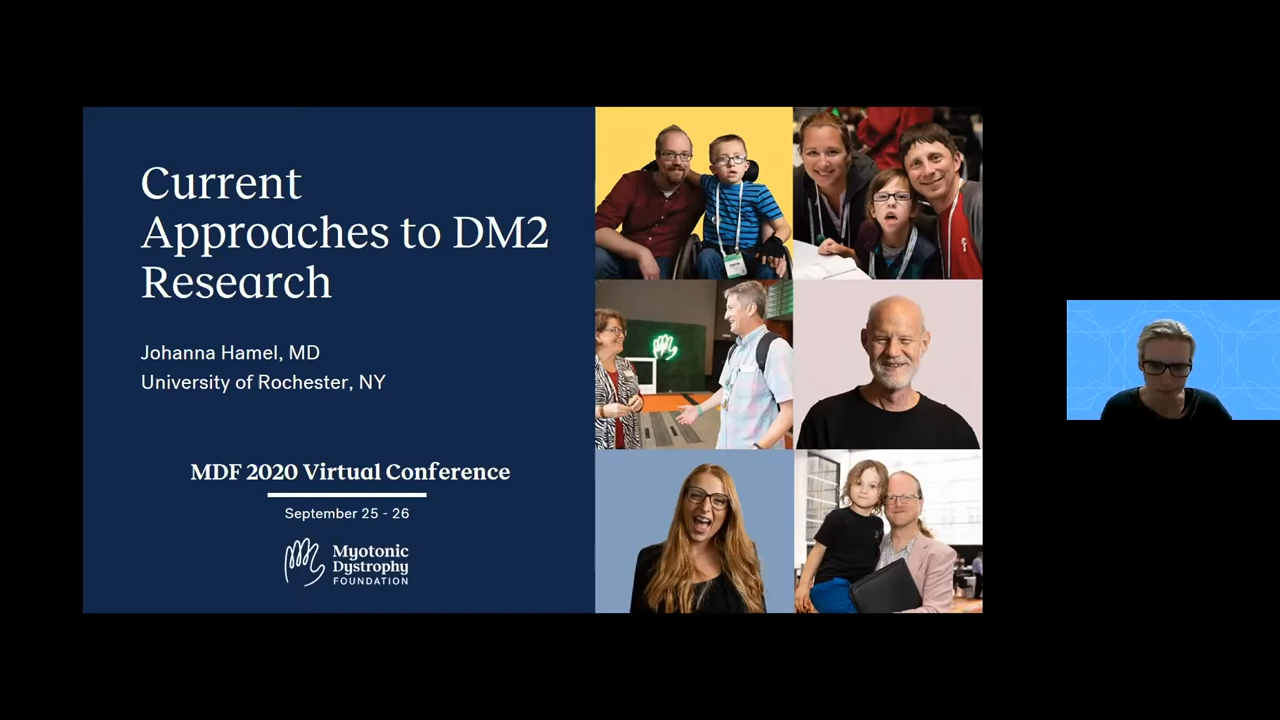 Current
Approaches to DM2
Research
Johanna Hamel, MD
University of Rochester, NY
MDF 2020 Virtual Conference
September 25 - 26
Myotonic
Dystrophy
FOUNDATION